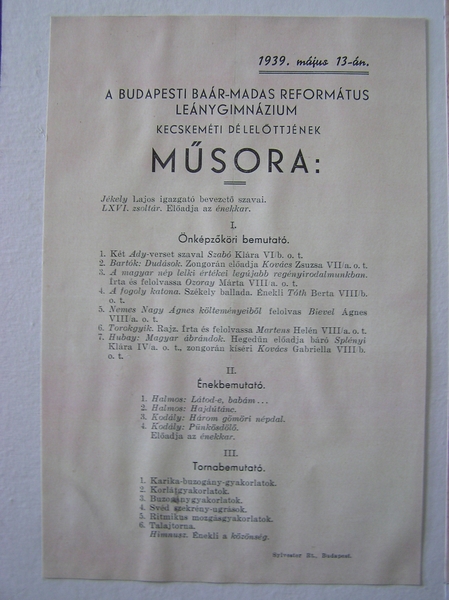 1939. május 13-án.
A BUDAPESTI BAÁR-MADAS REFORMÁTUS
LEÁNYGIMNÁZIUM
KECSKEMÉTI DÉLELŐTTJÉNEK
MŰSORA:
Jékely Lajos igazgató bevezető szavai.
LXVI. zsoltár. Előadja az énekkar.
I.
Önképzőköri bemutató.
1. Két Ady-verset szaval Szabó Klára VI/b. o. t.
2. Bartók: Dudások. Zongorán előadja Kovács Zsuzsa VII/a. o. t.
3. A magyar nép lelki értékei legújabb regényirodalmunkban.
Írta és felolvassa Ozoray Márta VIII/a. o. t.
4. A fogoly katona. Székely ballada. Énekli Tóth Berta VIII/b.
o. t.
5. Nemes Nagy Ágnes költeményeiből felolvas Bievel Ágnes
VIII/a. o. t.
6. Torokgyík. Rajz. Írta és felolvassa Martens Helén VIII/a. o. t.
7. Hubay: Magyar ábrándok. Hegedűn előadja báró Splényi
Klára IV/a. o. t., zongorán kíséri Kovács Gabriella VIII/b.
o. t.
II.
Énekbemutató.
1. Halmos: Látod-e, babám...
2. Halmos: Hajdútánc.
3. Kodály: Három gömöri népdal.
4. Kodály: Pünkösdölő.
Előadja az énekkar.
III.
Tornabemutató.
1. Karika-buzogány-gyakorlatok.
2. Korlátgyakorlatok.
3. Buzogánygyakorlatok.
4. Svéd szekrény-ugrások.
5. Ritmikus mozgásgyakorlatok.
6. Talajtorna.
Himnusz. Énekli a közönség.
Sylvester Rt., Budapest.